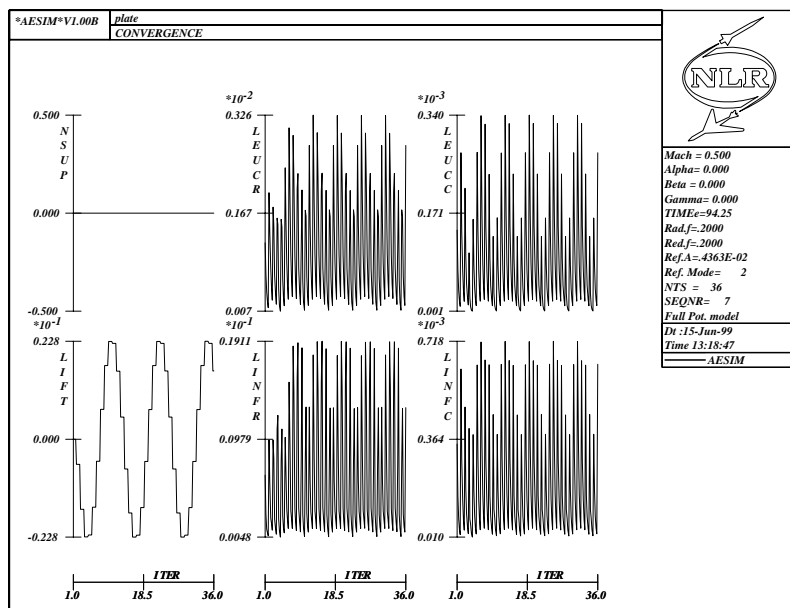 *AESIM*V1.00B
plate
CONVERGENCE
NLR
Mach = 0.500
Alpha= 0.000
Beta = 0.000
Gamma= 0.000
TIMEe=94.25
Rad.f=.2000
Red.f=.2000
Ref.A=.4363E-02
Ref. Mode= 2
NTS = 36
SEQNR= 7
Full Pot. model
Dt :15-Jun-99
Time 13:18:47
AESIM
0.500
0.000
-0.500
NSUP
*10-2
0.326
0.167
0.007
LEUCR
*10-3
0.340
0.171
0.001
LEUCC
*10-1
0.228
0.000
-0.228
LIFT
*10-1
0.1911
0.0979
0.0048
LINFR
*10-3
0.718
0.364
0.010
LINFC
ITER
1.0 18.5 36.0
ITER
1.0 18.5 36.0
ITER
1.0 18.5 36.0